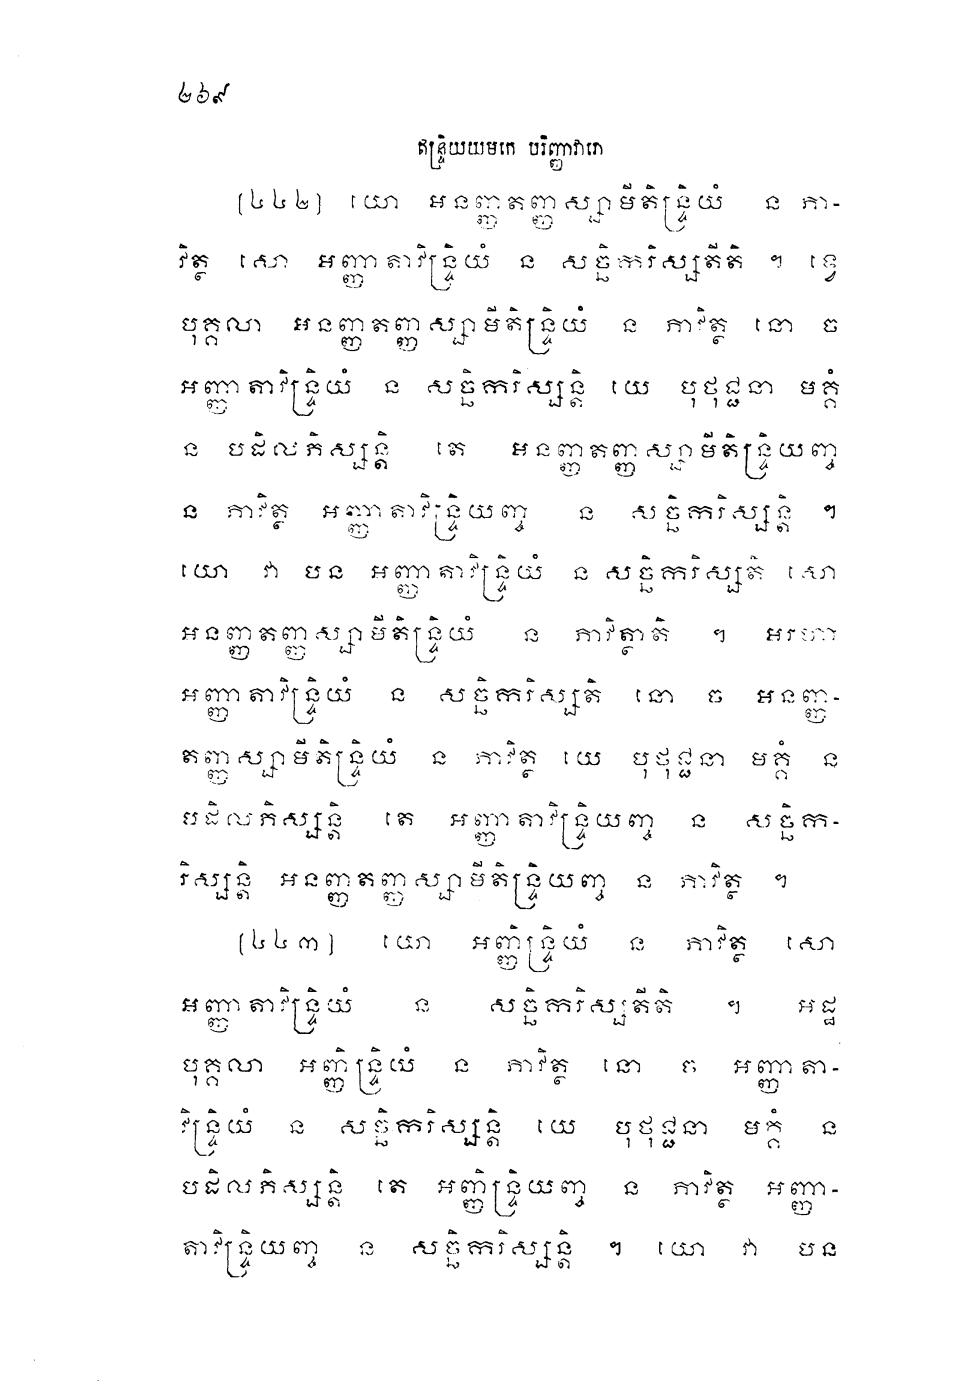 ៤៦៩
ឥន្ទ្រិយយមកេ បរិញ្ញាវារោ
(៤៤២) យោ អនញ្ញតញ្ញស្សាមីតិន្ទ្រិយំ ន ភា-
វិត្ថ សោ អញ្ញាតាវិន្ទ្រិយំ ន សច្ឆិករិស្សតីតិ ។ ទ្វេ
បុគ្គលា អនញ្ញតញ្ញស្សាមីតិន្ទ្រិយំ ន ភាវិត្ថ នោ ច
អញ្ញាតាវិន្ទ្រិយំ ន សច្ឆិករិស្សន្តិ យេ បុថុជ្ជនា មគ្គំ
ន បដិលភិស្សន្តិ តេ អនញ្ញតញ្ញស្សាមីតិន្ទ្រិយញ្ច
ន ភាវិត្ថ អញ្ញាតាវិន្ទ្រិយញ្ច ន សច្ឆិករិស្សន្តិ ។
យោ វា បន អញ្ញាតាវិន្ទ្រិយំ ន សច្ឆិករិស្សតិ សោ
អនញ្ញតញ្ញស្សាមីតិន្ទ្រិយំ ន ភាវិត្ថាតិ ។ អរហា
អញ្ញាតាវិន្ទ្រិយំ ន សច្ឆិករិស្សតិ នោ ច អនញ្ញ-
តញ្ញស្សាមីតិន្ទ្រិយំ ន ភាវិត្ថ យេ បុថុជ្ជនា មគ្គំ ន
បដិលភិស្សន្តិ តេ អញ្ញាតាវិន្ទ្រិយញ្ច ន សច្ឆិក-
រិស្សន្តិ អនញ្ញតញ្ញស្សាមីតិន្ទ្រិយញ្ច ន ភាវិត្ថ ។
(៤៤៣) យោ អញ្ញិន្ទ្រិយំ ន ភាវិត្ថ សោ
អញ្ញាតាវិន្ទ្រិយំ ន សច្ឆិករិស្សតីតិ ។ អដ្ឋ
បុគ្គលា អញ្ញិន្ទ្រិយំ ន ភាវិត្ថ នោ ច អញ្ញាតា-
វិន្ទ្រិយំ ន សច្ឆិករិស្សន្តិ យេ បុថុជ្ជនា មគ្គំ ន
បដិលភិស្សន្តិ តេ អញ្ញិន្ទ្រិយញ្ច ន ភាវិត្ថ អញ្ញា-
តាវិន្ទ្រិយញ្ច ន សច្ឆិករិស្សន្តិ ។ យោ វា បន